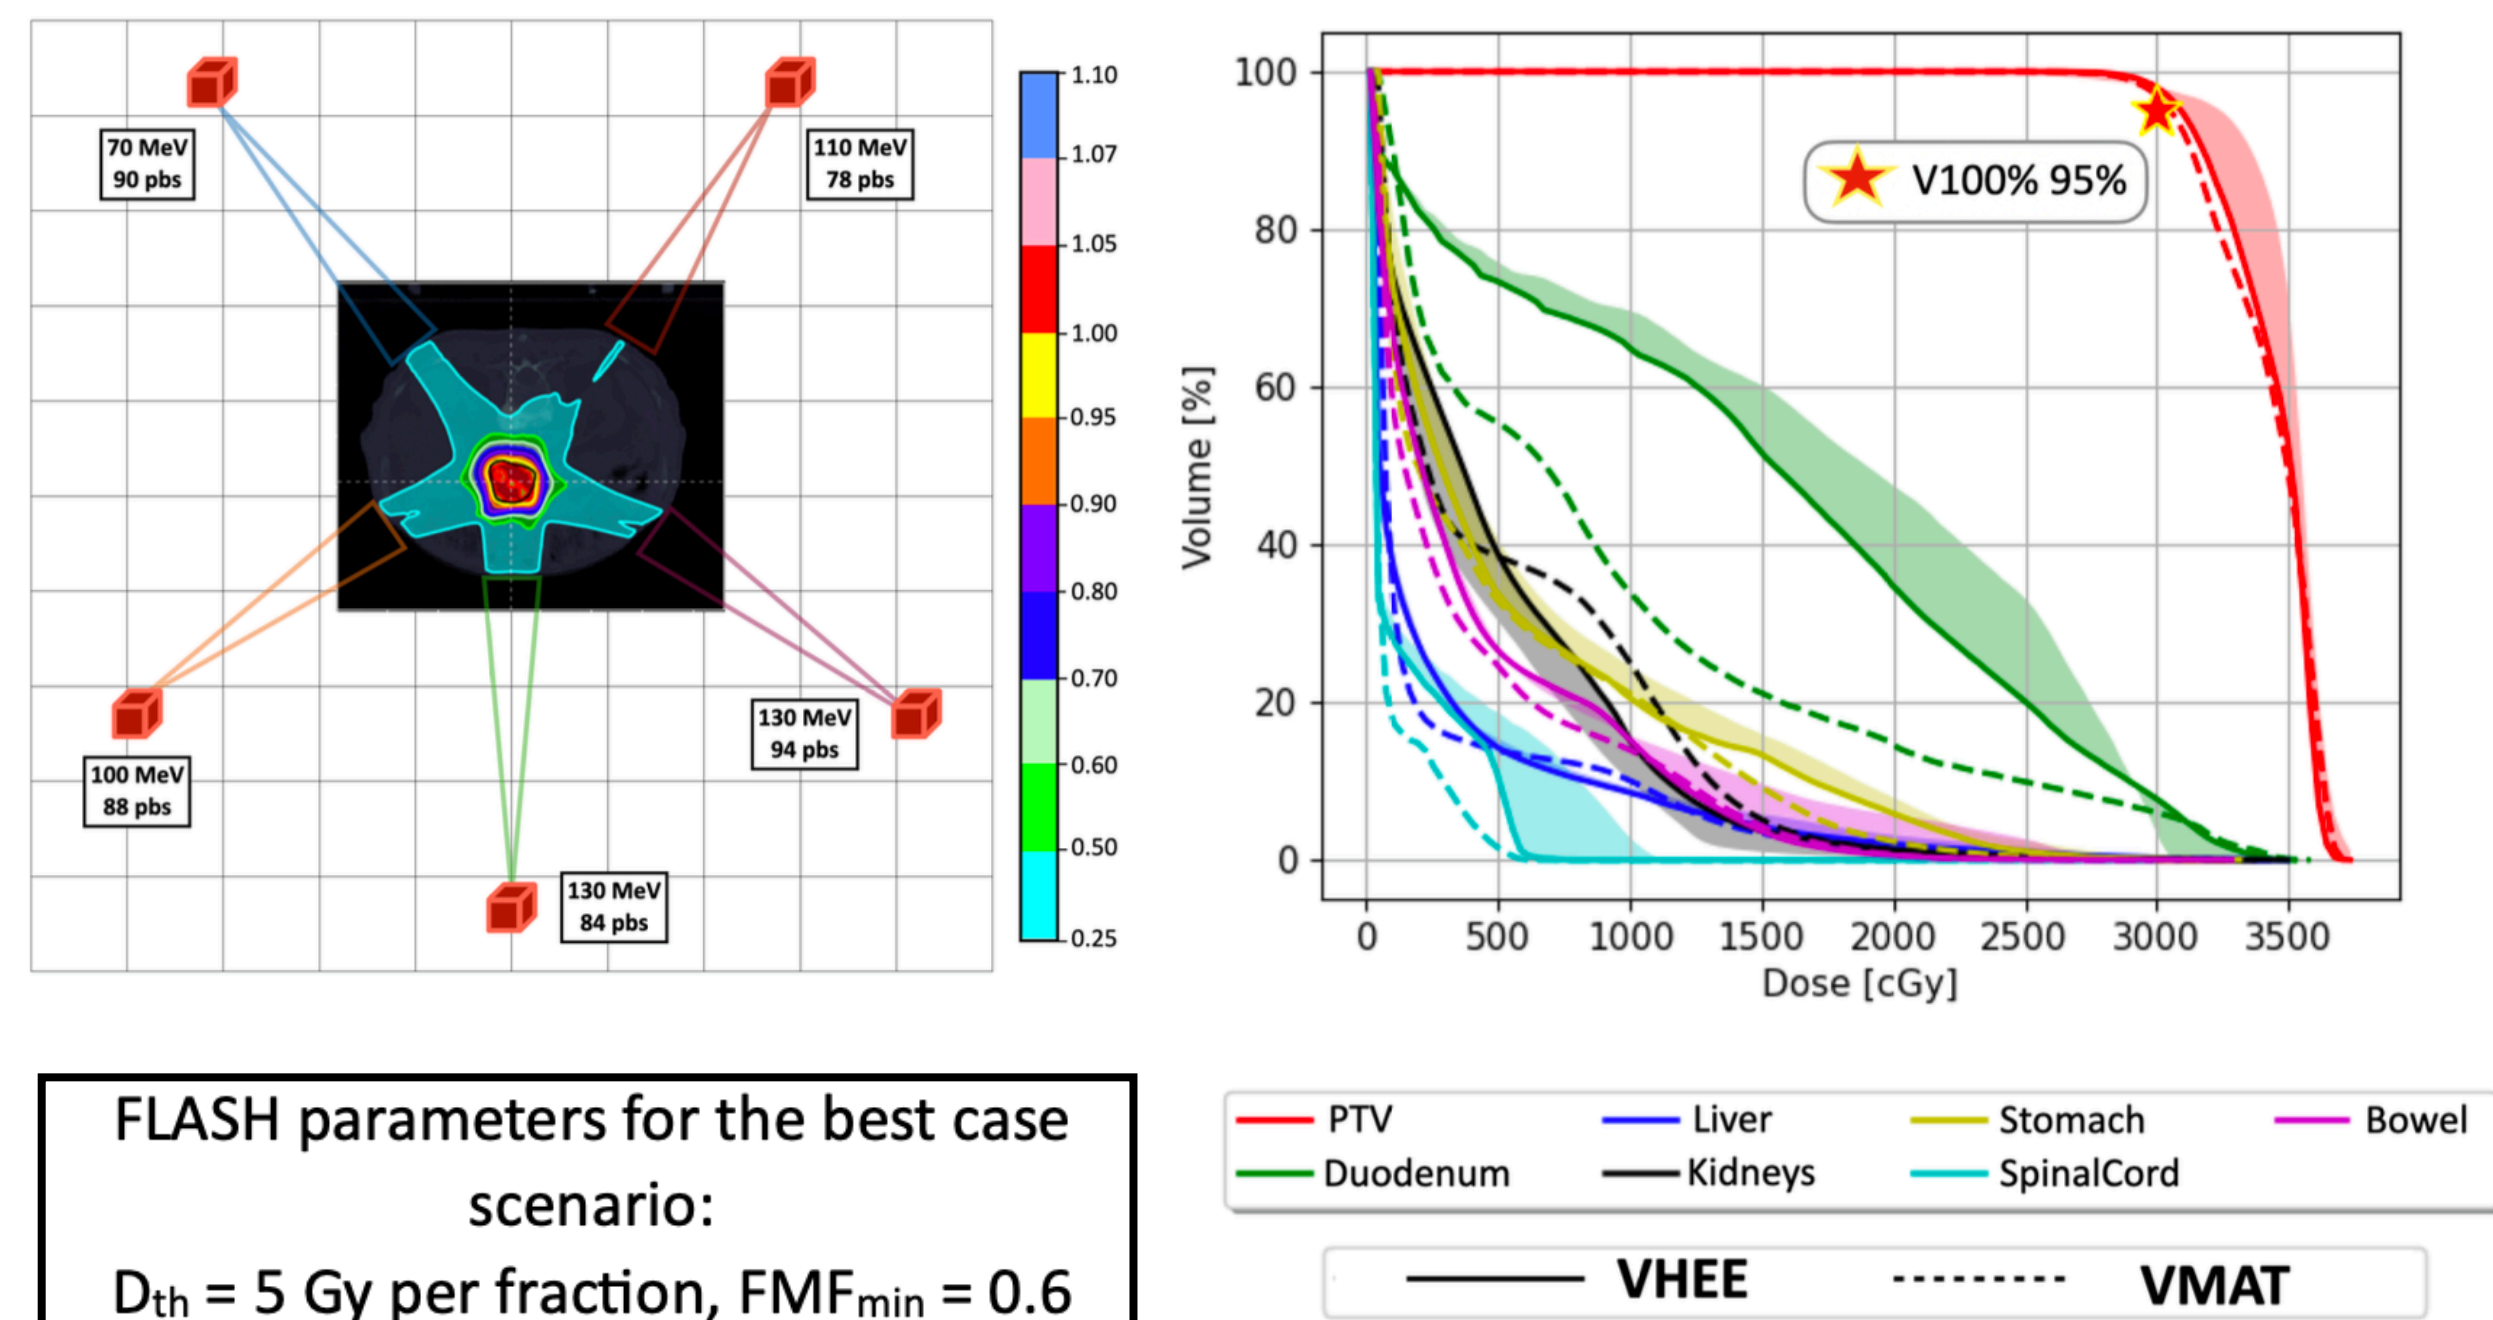 70 MeV
90 pbs
110 MeV
78 pbs
100 MeV
88 pbs
130 MeV
94 pbs
130 MeV
84 pbs
1.10
1.07
1.05
1.00
0.95
0.90
0.80
0.70
0.60
0.50
0.25
Volume [%]
100
80
60
40
20
0
V100% 95%
0 500 1000 1500 2000 2500 3000 3500
Dose [cGy]
FLASH parameters for the best case
scenario:
Dth = 5 Gy per fraction, FMFmin = 0.6
PTV Liver Stomach Bowel
Duodenum Kidneys SpinalCord
VHEE VMAT